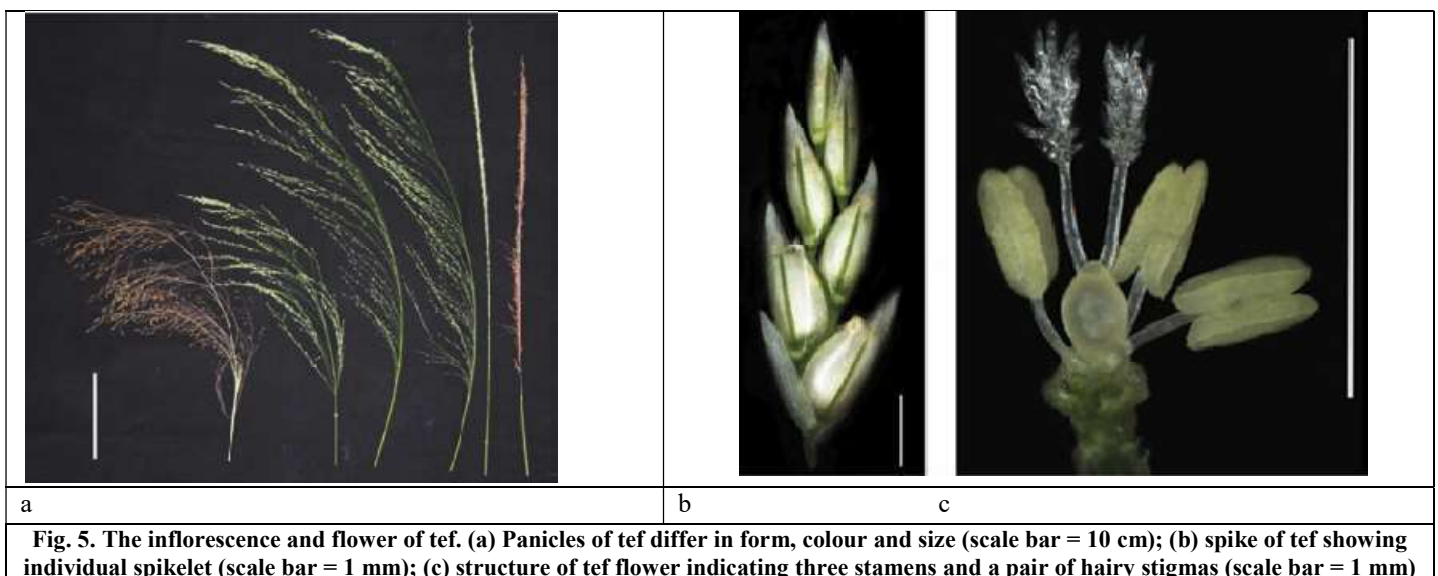 a
b
c
Fig. 5. The inflorescence and flower of tef. (a) Panicles of tef differ in form, colour and size (scale bar = 10 cm); (b) spike of tef showing
individual spikelet (scale bar = 1 mm); (c) structure of tef flower indicating three stamens and a pair of hairy stigmas (scale bar = 1 mm)